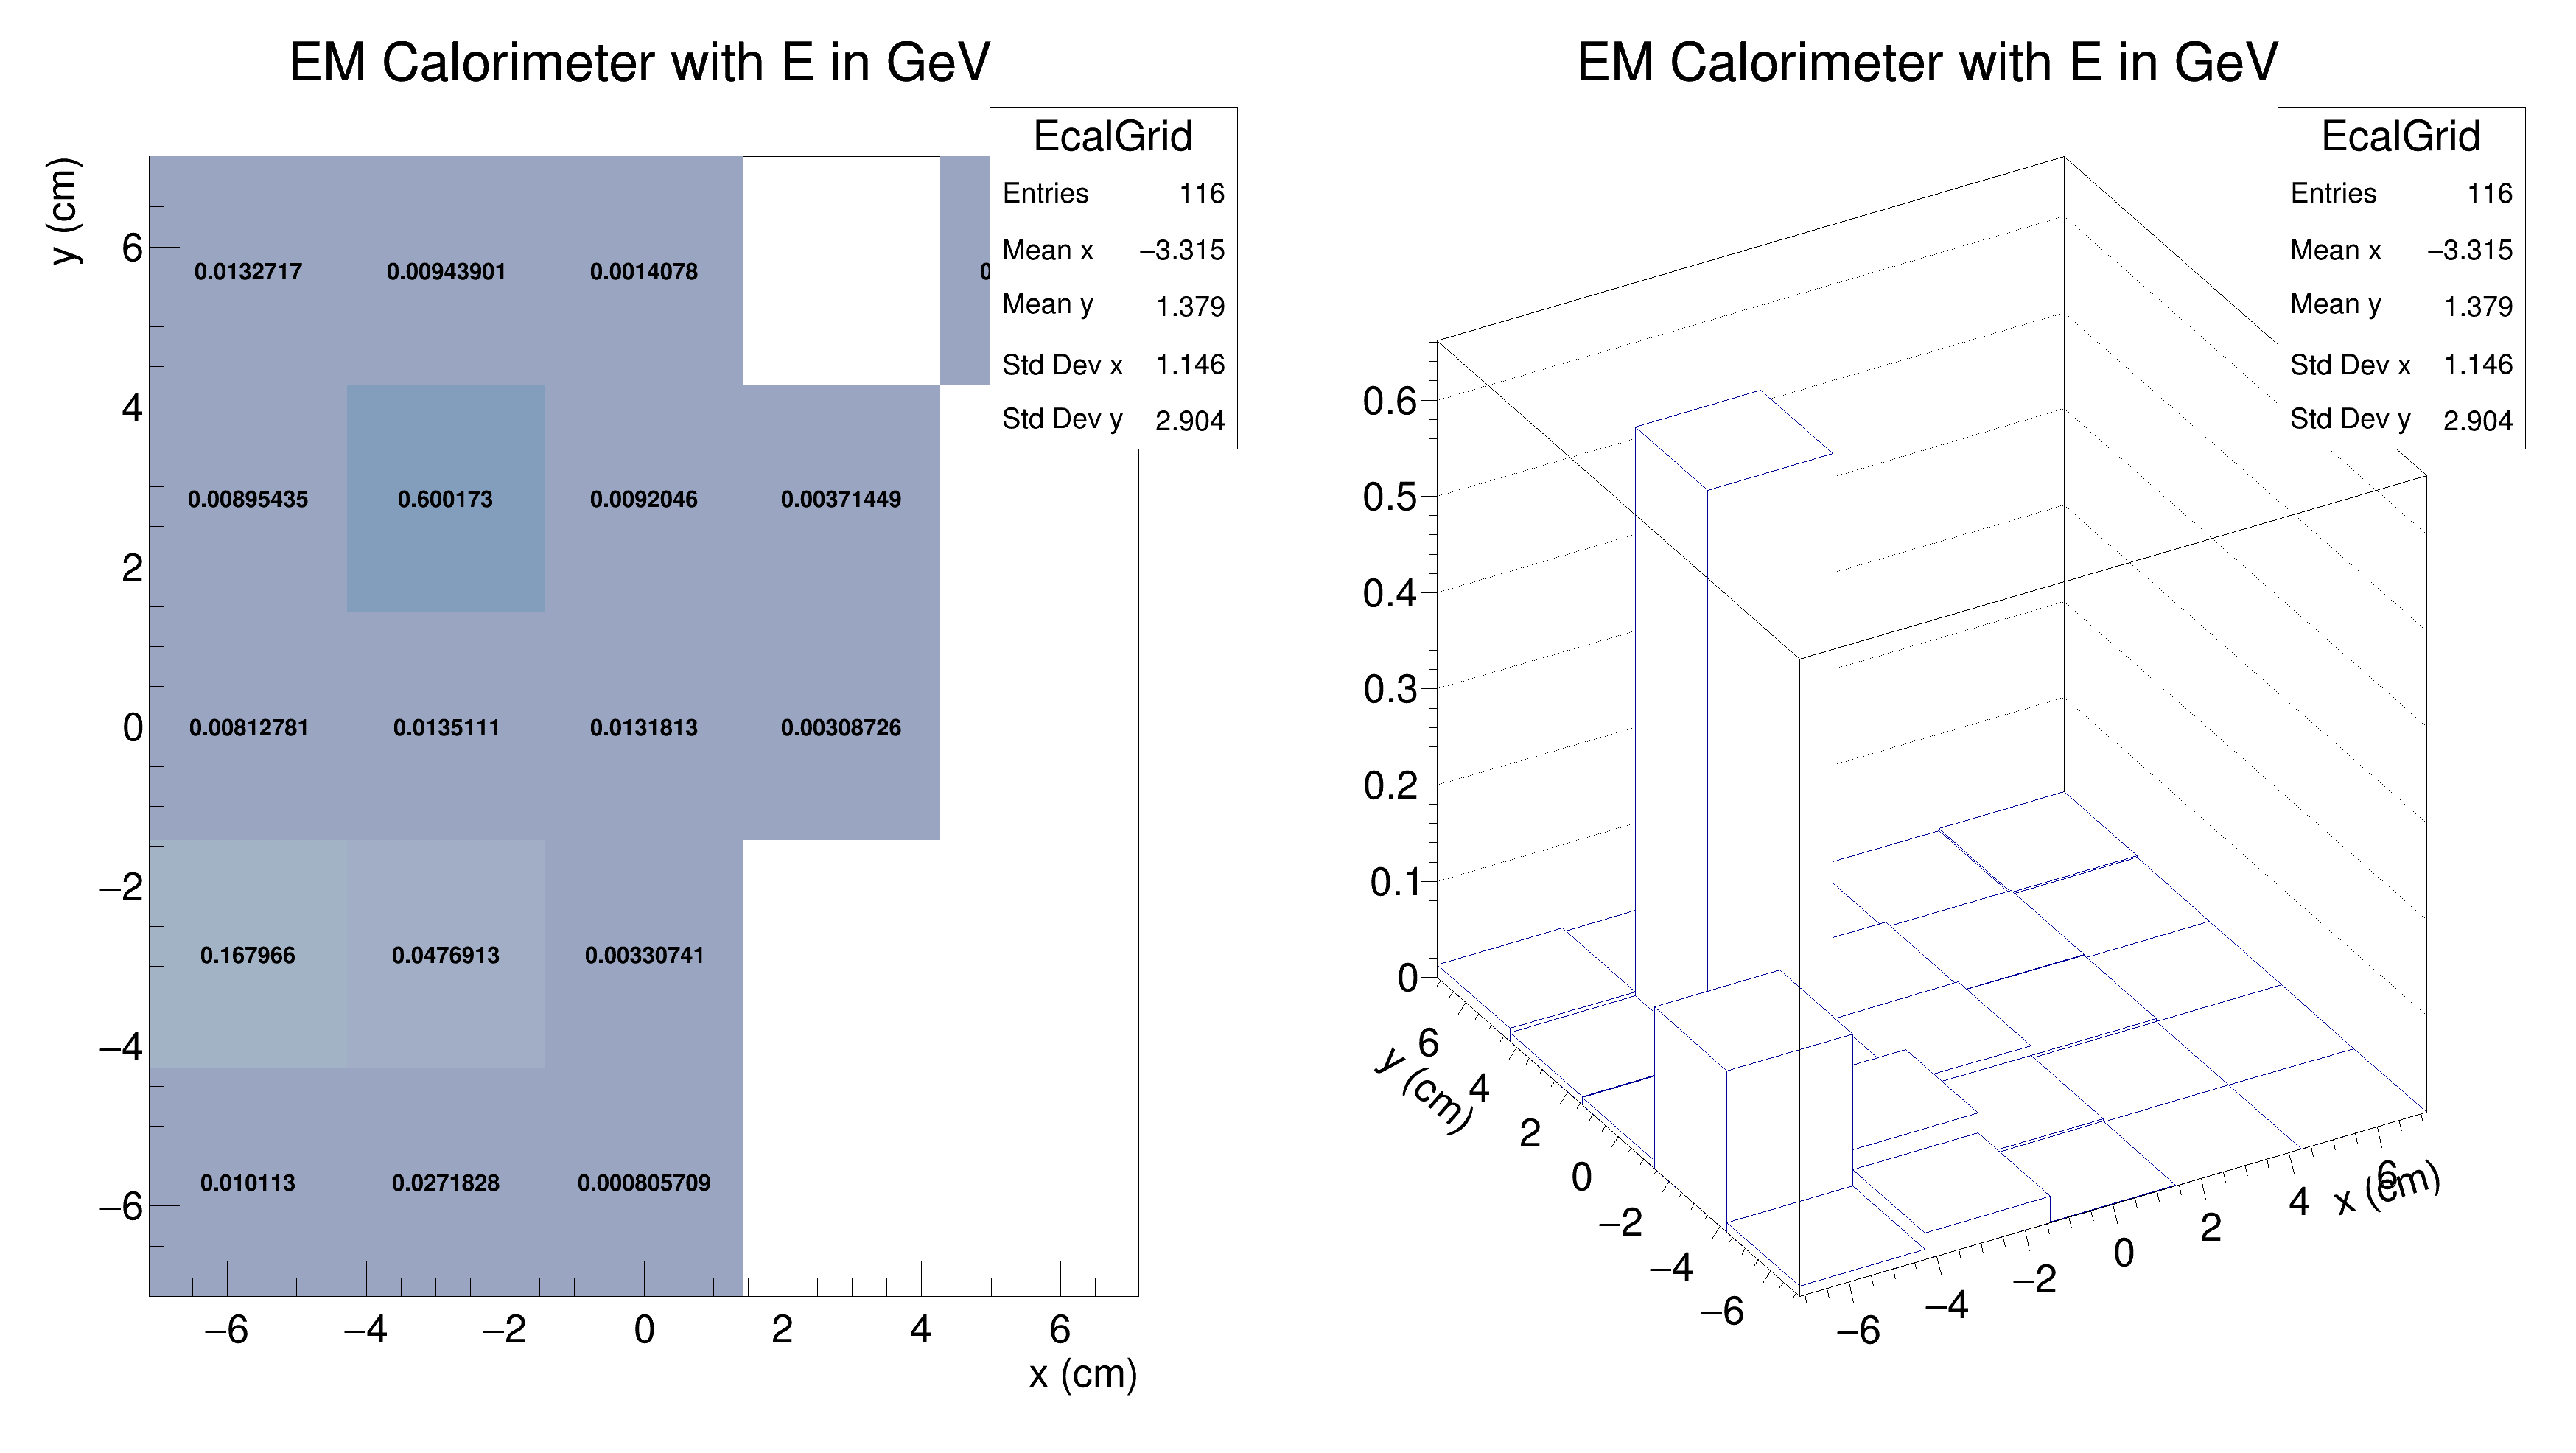 EM Calorimeter with E in GeV
EcalGrid
Entries 116
Mean x −3.315
Mean y 1.379
Std Dev x 1.146
Std Dev y 2.904
y (cm)
6
4
2
0
−2
−4
−6
0.0132717 0.00943901 0.0014078
0.00895435 0.600173 0.0092046 0.00371449
0.00812781 0.0135111 0.0131813 0.00308726
0.167966 0.0476913 0.00330741
0.010113 0.0271828 0.000805709
−6 −4 −2 0 2 4 6
x (cm)
EM Calorimeter with E in GeV
EcalGrid
Entries 116
Mean x −3.315
Mean y 1.379
Std Dev x 1.146
Std Dev y 2.904
0.6
0.5
0.4
0.3
0.2
0.1
0
y (cm)
6
4
2
0
−2
−4
−6
−6 −4 −2 0 2 4 6
x (cm)